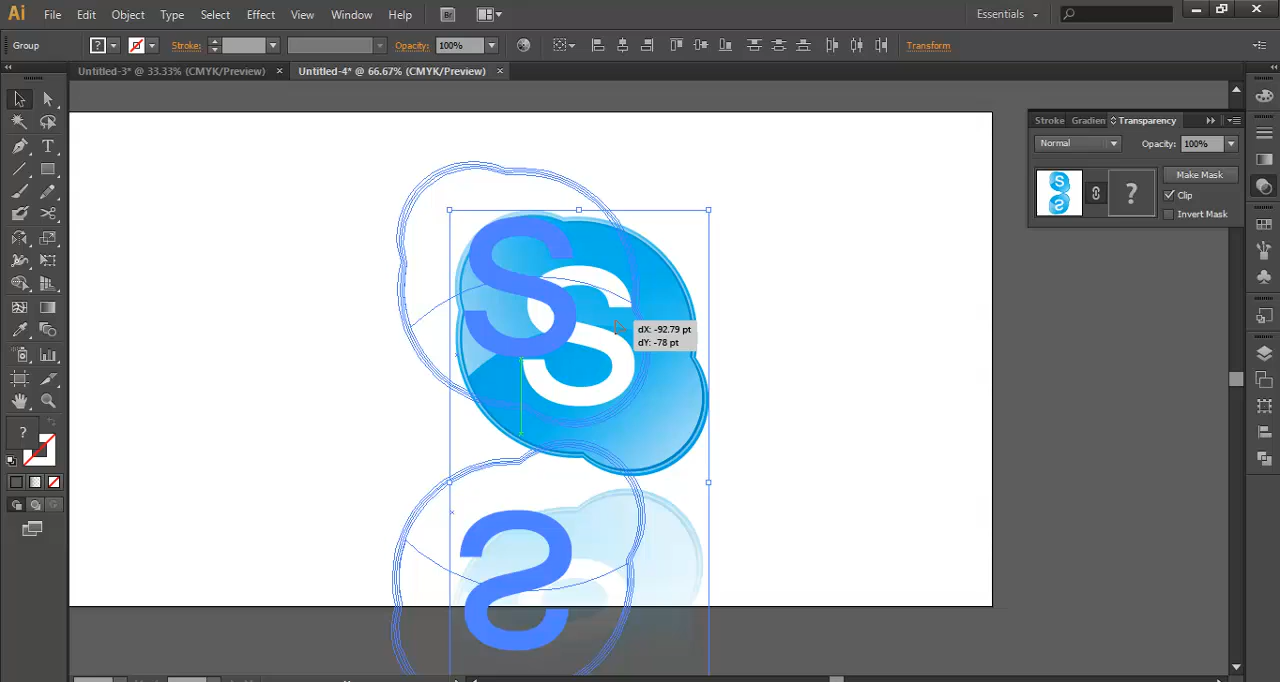 Ai File Edit Object Type Select Effect View Window Help Br Essentials
Group ? Stroke: Opacity: 100% Transform
Untitled-3* @ 33.33% (CMYK/Preview) × Untitled-4* @ 66.67% (CMYK/Preview) ×
Stroke Gradien Transparency
Normal Opacity: 100%
S
S
?
Make Mask
Clip
Invert Mask
T
S
S
dX: -92.79 pt
dY: -78 pt
?
S